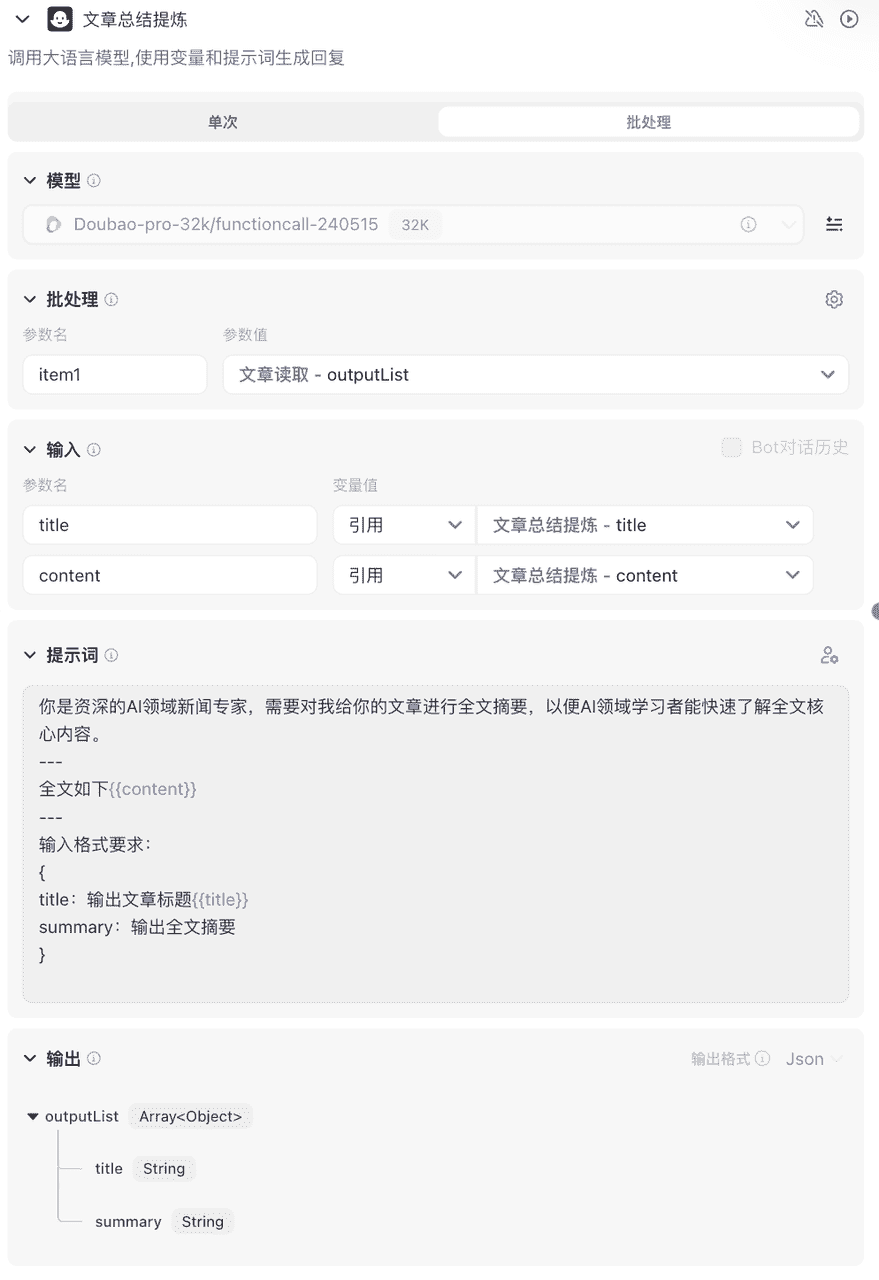 文章总结提炼
调用大语言模型,使用变量和提示词生成回复
单次
批处理
模型
Doubao-pro-32k/functioncall-240515 32K
批处理
参数名 参数值
item1 文章读取 - outputList
输入 Bot对话历史
参数名 变量值
title 引用 文章总结提炼 - title
content 引用 文章总结提炼 - content
提示词
你是资深的AI领域新闻专家，需要对我给你的文章进行全文摘要，以便AI领域学习者能快速了解全文核
心内容。
---
全文如下{{content}}
---
输入格式要求：
{
title：输出文章标题{{title}}
summary：输出全文摘要
}
输出 输出格式 Json
outputList Array<Object>
title String
summary String